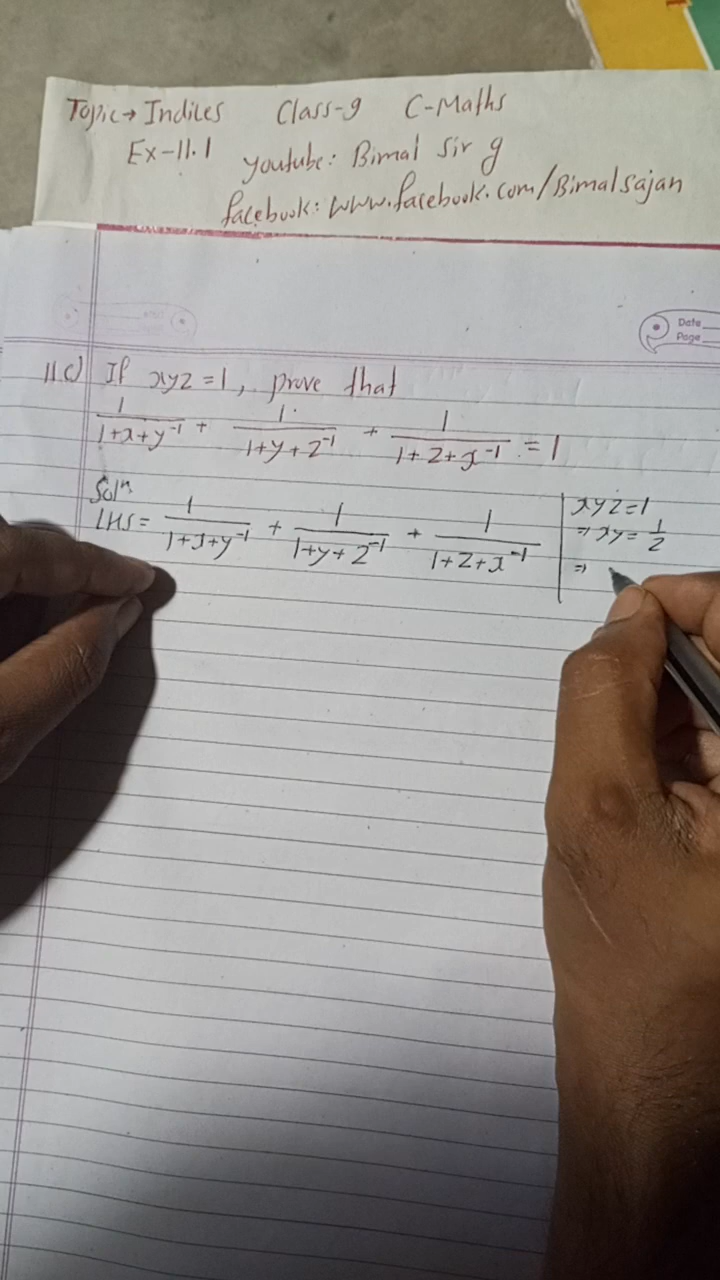 Topic→ Indices Class-9 C-Maths
Ex-11.1 youtube: Bimal Sir g
facebook: www.facebook.com/Bimalsajan
Date
Page
11.c) If xyz = 1, prove that
1/(1+x+y⁻¹) + 1/(1+y+z⁻¹) + 1/(1+z+x⁻¹) = 1
Solⁿ
LHS = 1/(1+x+y⁻¹) + 1/(1+y+z⁻¹) + 1/(1+z+x⁻¹)
xyz=1
⇒ xy = 1/z
⇒